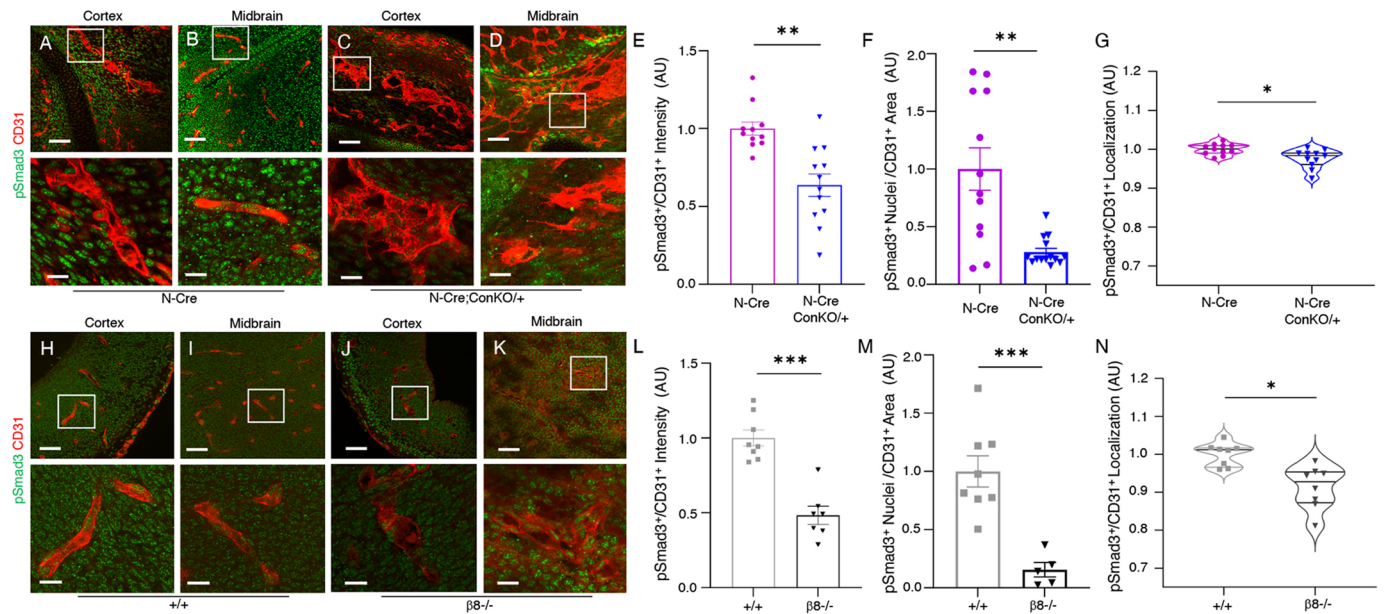 Cortex Midbrain Cortex Midbrain
A B C D
pSmad3 CD31
N-Cre N-Cre;ConKO/+
E
**
pSmad3⁺/CD31⁺ Intensity (AU)
1.5
1.0
0.5
0.0
N-Cre N-Cre
ConKO/+
F
**
pSmad3⁺ Nuclei /CD31⁺ Area (AU)
2.0
1.5
1.0
0.5
0.0
N-Cre N-Cre
ConKO/+
G
*
pSmad3⁺/CD31⁺ Localization (AU)
1.2
1.1
1.0
0.9
0.8
0.7
N-Cre N-Cre
ConKO/+
Cortex Midbrain Cortex Midbrain
H I J K
pSmad3 CD31
+/+ β8-/-
L
***
pSmad3⁺/CD31⁺ Intensity (AU)
1.5
1.0
0.5
0.0
+/+ β8-/-
M
***
pSmad3⁺ Nuclei /CD31⁺ Area (AU)
2.0
1.5
1.0
0.5
0.0
+/+ β8-/-
N
*
pSmad3⁺/CD31⁺ Localization (AU)
1.2
1.1
1.0
0.9
0.8
0.7
+/+ β8-/-